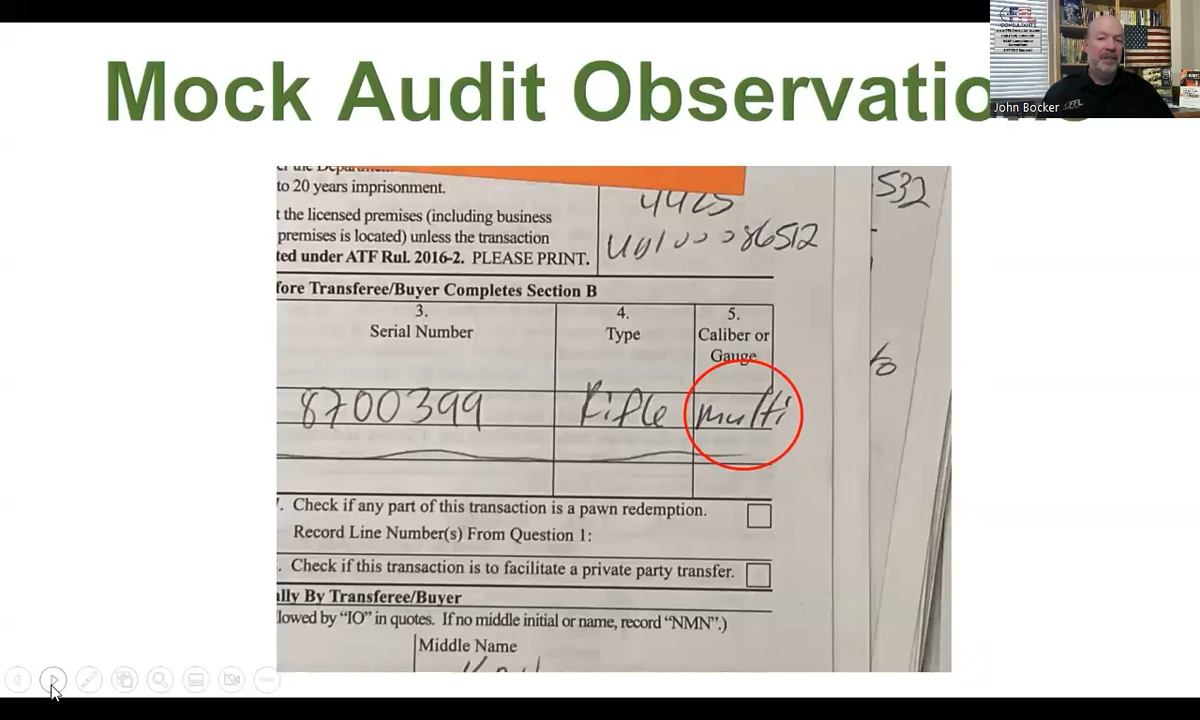 Mock Audit Observatio
John Bocker
to 20 years imprisonment.
t the licensed premises (including business
premises is located) unless the transaction
ted under ATF Rul. 2016-2. PLEASE PRINT.
4425
86512
532
fore Transferee/Buyer Completes Section B
3.
Serial Number
4.
Type
5.
Caliber or
Gauge
8700399
Rifle
multi
. Check if any part of this transaction is a pawn redemption.
Record Line Number(s) From Question 1:
. Check if this transaction is to facilitate a private party transfer.
ally By Transferee/Buyer
lowed by “IO” in quotes. If no middle initial or name, record “NMN”.)
Middle Name